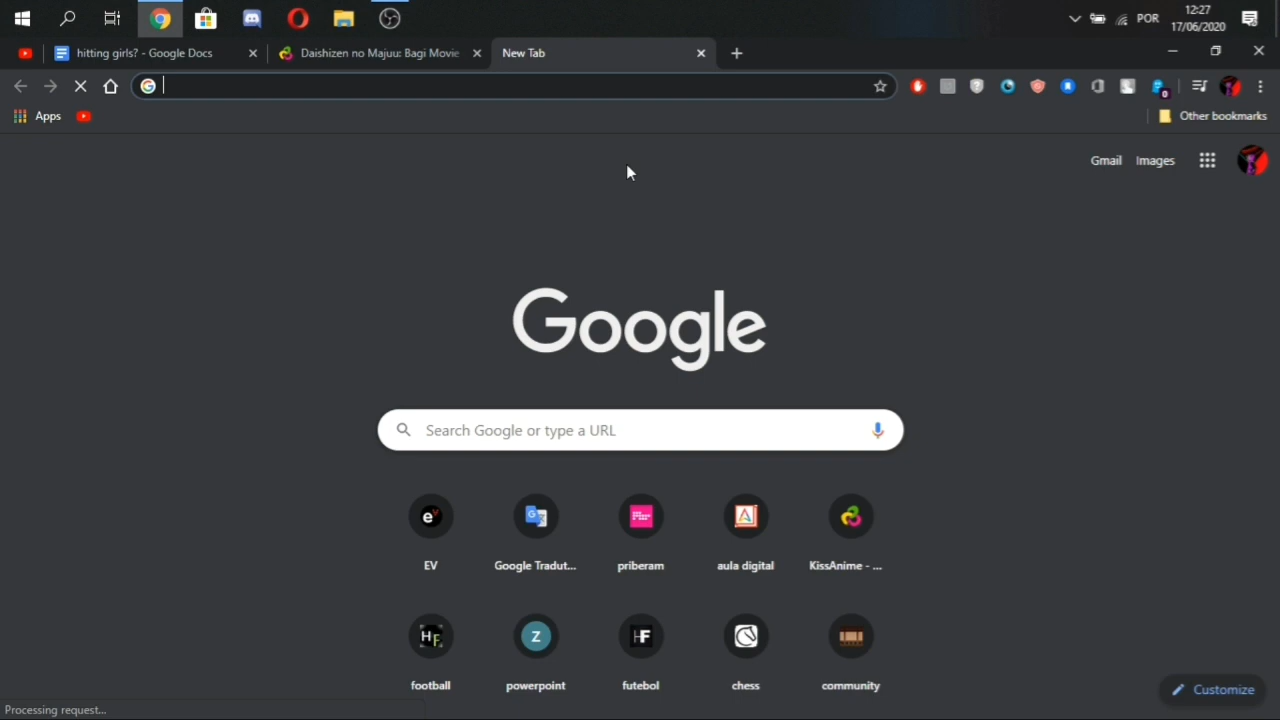 POR
12:27
17/06/2020
hitting girls? - Google Docs
Daishizen no Majuu: Bagi Movie
New Tab
0
Apps
Other bookmarks
Gmail
Images
Google
Search Google or type a URL
EV
Google Tradut...
priberam
aula digital
KissAnime - ...
football
powerpoint
futebol
chess
community
Customize
Processing request...